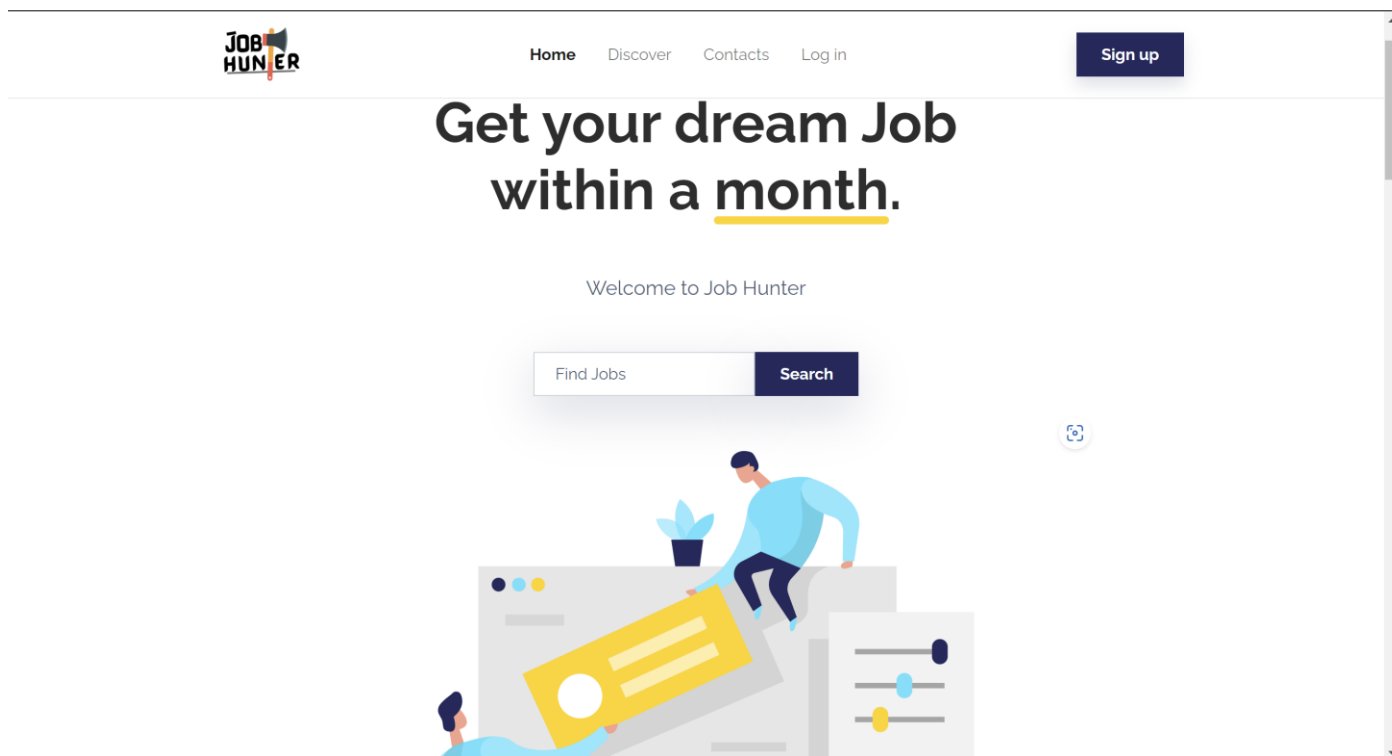 JOB
HUNTER
Home
Discover
Contacts
Log in
Sign up
Get your dream Job
within a month.
Welcome to Job Hunter
Find Jobs
Search